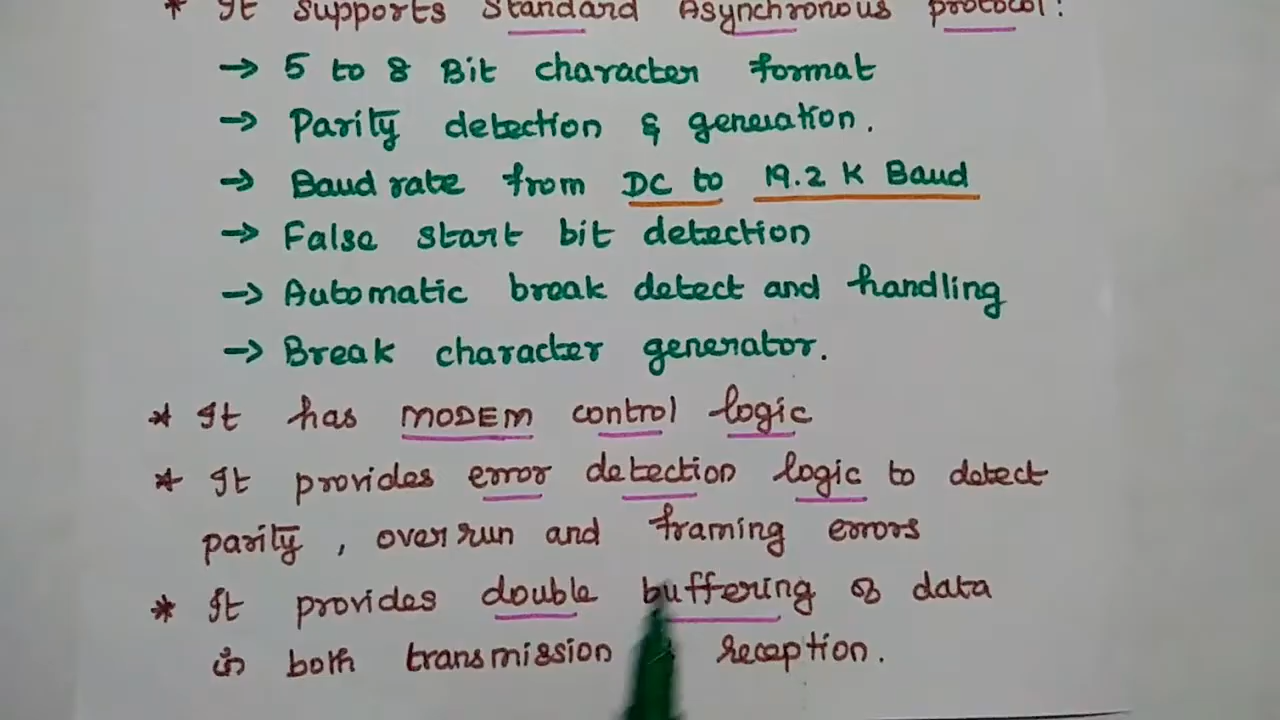 * It supports standard Asynchronous protocol:
→ 5 to 8 Bit character format
→ Parity detection & generation.
→ Baud rate from DC to 19.2 K Baud
→ False start bit detection
→ Automatic break detect and handling
→ Break character generator.
* It has MODEM control logic
* It provides error detection logic to detect
parity, overrun and framing errors
* It provides double buffering of data
in both transmission reception.